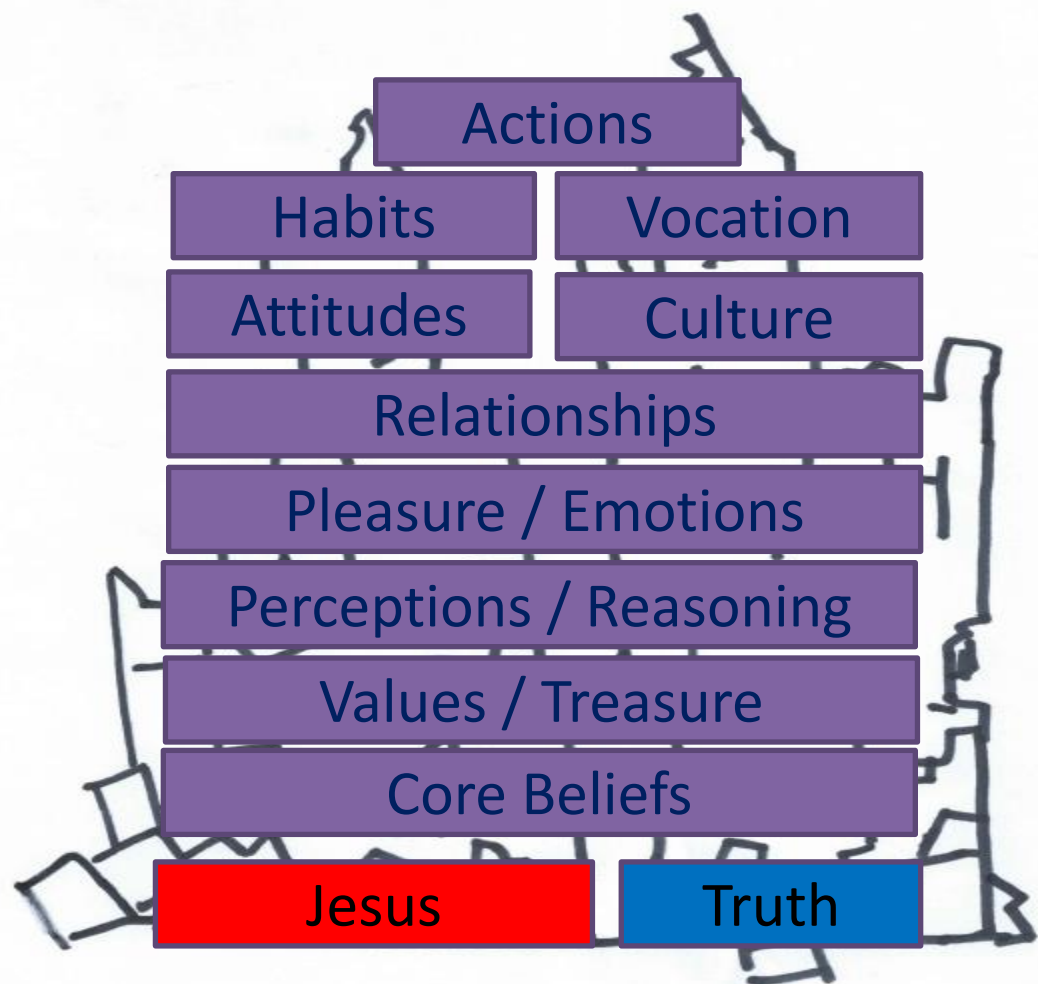 Actions
Habits
Vocation
Attitudes
Culture
Relationships
Pleasure / Emotions
Perceptions / Reasoning
Values / Treasure
Core Beliefs
Jesus
Truth